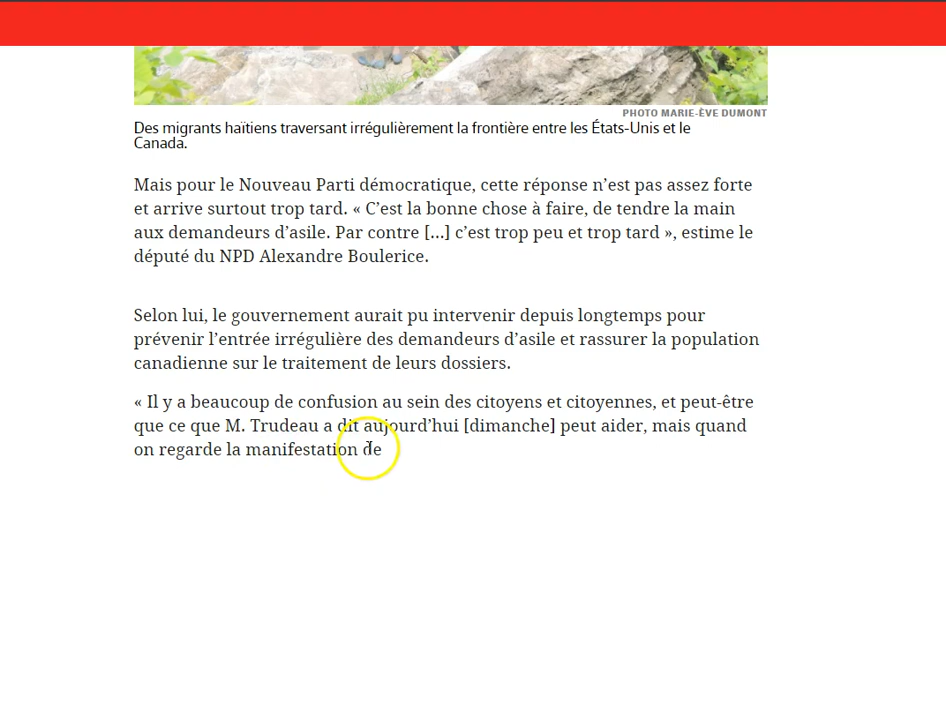 PHOTO MARIE-ÈVE DUMONT
Des migrants haïtiens traversant irrégulièrement la frontière entre les États-Unis et le
Canada.
Mais pour le Nouveau Parti démocratique, cette réponse n’est pas assez forte
et arrive surtout trop tard. « C’est la bonne chose à faire, de tendre la main
aux demandeurs d’asile. Par contre [...] c’est trop peu et trop tard », estime le
député du NPD Alexandre Boulerice.
Selon lui, le gouvernement aurait pu intervenir depuis longtemps pour
prévenir l’entrée irrégulière des demandeurs d’asile et rassurer la population
canadienne sur le traitement de leurs dossiers.
« Il y a beaucoup de confusion au sein des citoyens et citoyennes, et peut-être
que ce que M. Trudeau a dit aujourd’hui [dimanche] peut aider, mais quand
on regarde la manifestation de